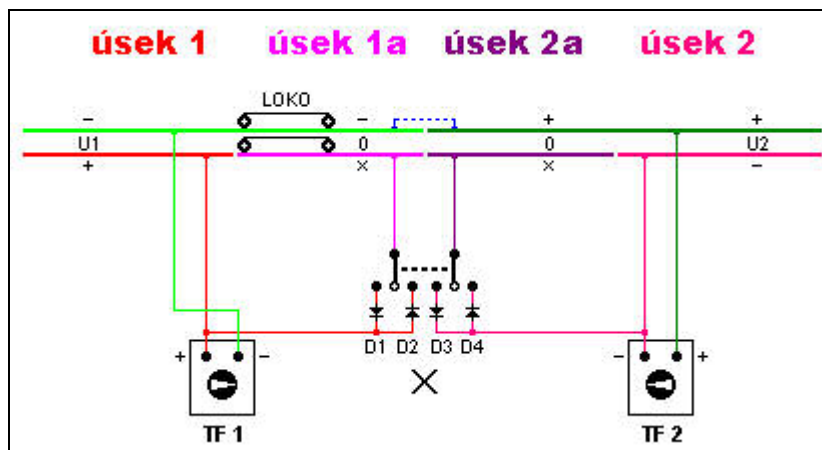 úsek 1 úsek 1a úsek 2a úsek 2
LOKO
- - + +
U1 0 0 U2
+ × × -
D1 D2 D3 D4
+ - - +
×
TF 1 TF 2